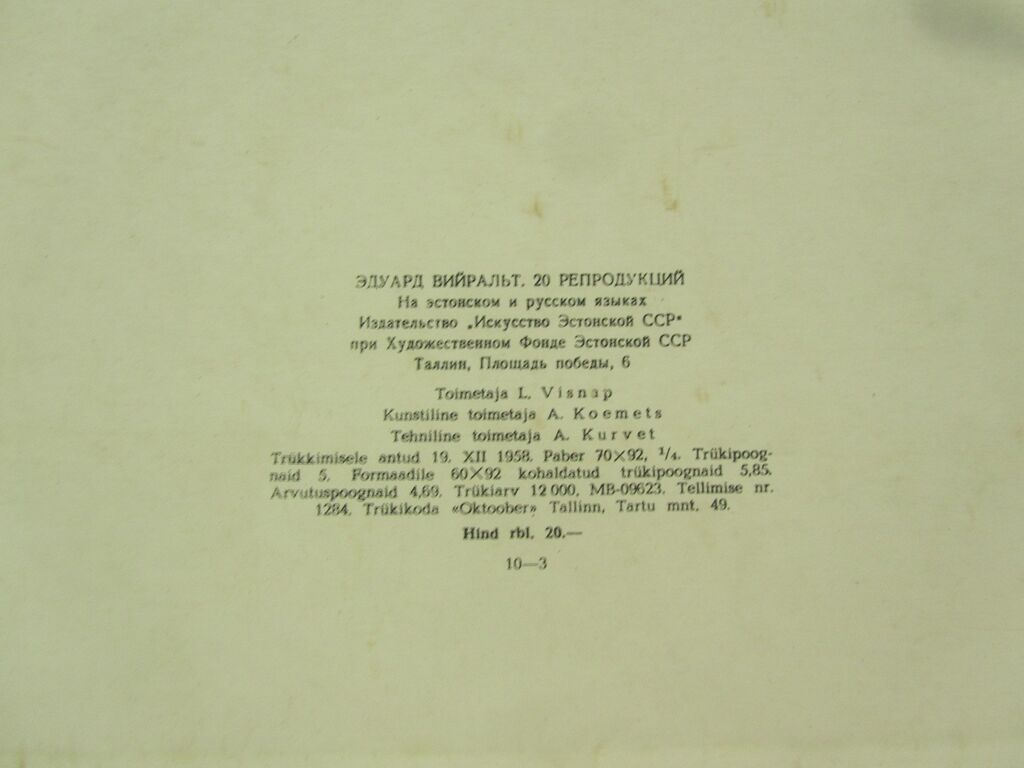 ЭДУАРД ВИЙРАЛЬТ. 20 РЕПРОДУКЦИЙ
На эстонском и русском языках
Издательство „Искусство Эстонской ССР“
при Художественном Фонде Эстонской ССР
Таллин, Площадь победы, 6
Toimetaja L. Visnap
Kunstiline toimetaja A. Koemets
Tehniline toimetaja A. Kurvet
Trükkimisele antud 19. XII 1958. Paber 70×92, ¹/₄. Trükipoog-
naid 5. Formaadile 60×92 kohaldatud trükipoognaid 5,85.
Arvutuspoognaid 4,69. Trükiarv 12 000. MB-09623. Tellimise nr.
1284. Trükikoda «Oktoober» Tallinn, Tartu mnt. 49.
Hind rbl. 20.—
10—3